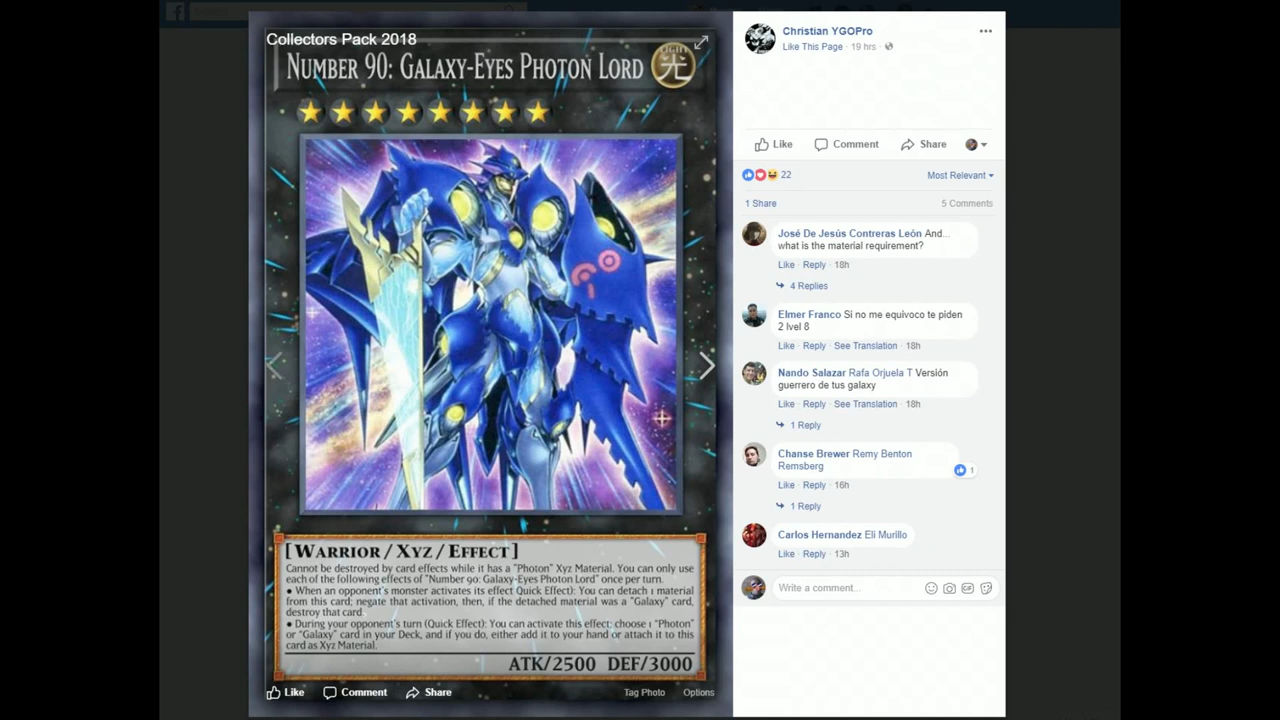 Collectors Pack 2018
NUMBER 90: GALAXY-EYES PHOTON LORD
LIGHT
光
[WARRIOR/XYZ/EFFECT]
Cannot be destroyed by card effects while it has a "Photon" Xyz Material. You can only use
each of the following effects of "Number 90: Galaxy-Eyes Photon Lord" once per turn.
● When an opponent's monster activates its effect Quick Effect): You can detach 1 material
from this card; negate that activation, then, if the detached material was a "Galaxy" card,
destroy that card.
● During your opponent's turn (Quick Effect): You can activate this effect; choose 1 "Photon"
or "Galaxy" card in your Deck, and if you do, either add it to your hand or attach it to this
card as Xyz Material.
ATK/2500 DEF/3000
Like Comment Share
Tag Photo Options
Christian YGOPro
Like This Page · 19 hrs ·
Like Comment Share
22
Most Relevant
1 Share
5 Comments
José De Jesús Contreras León And...
what is the material requirement?
Like · Reply · 18h
4 Replies
Elmer Franco Si no me equivoco te piden
2 lvel 8
Like · Reply · See Translation · 18h
Nando Salazar Rafa Orjuela T Versión
guerrero de tus galaxy
Like · Reply · See Translation · 18h
1 Reply
Chanse Brewer Remy Benton
Remsberg
1
Like · Reply · 16h
1 Reply
Carlos Hernandez Eli Murillo
Like · Reply · 13h
Write a comment...
GIF